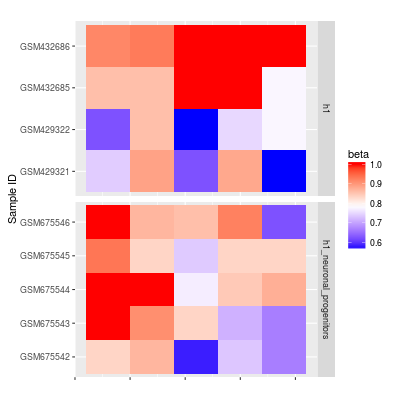 GSM432686
GSM432685
GSM429322
GSM429321
h1
GSM675546
GSM675545
GSM675544
GSM675543
GSM675542
h1_neuronal_progenitors
Sample ID
beta
1.0
0.9
0.8
0.7
0.6